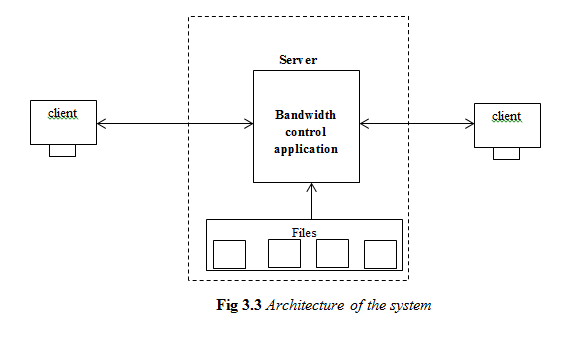 Server
client
Bandwidth
control
application
client
Files
Fig 3.3 Architecture of the system